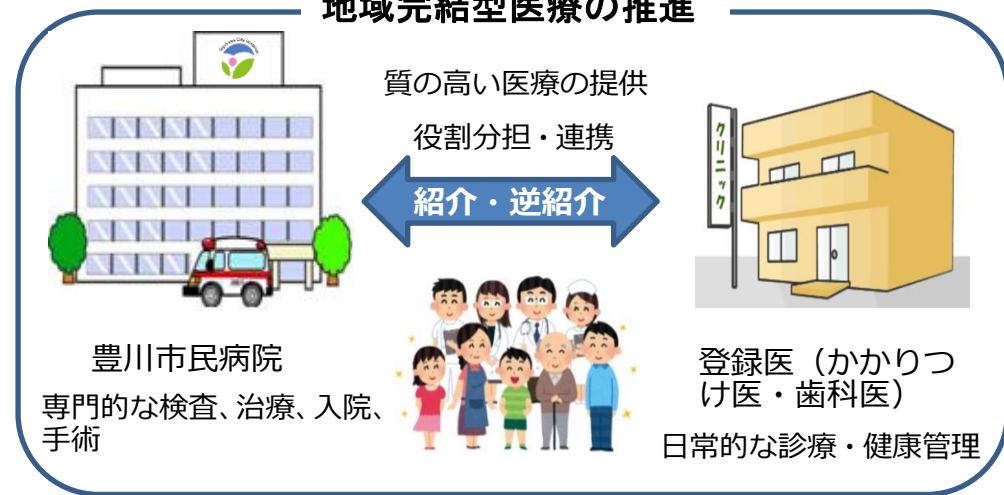 地域完結型医療の推進
質の高い医療の提供
役割分担・連携
紹介・逆紹介
クリニック
豊川市民病院
専門的な検査、治療、入院、
手術
登録医（かかりつ
け医・歯科医）
日常的な診療・健康管理